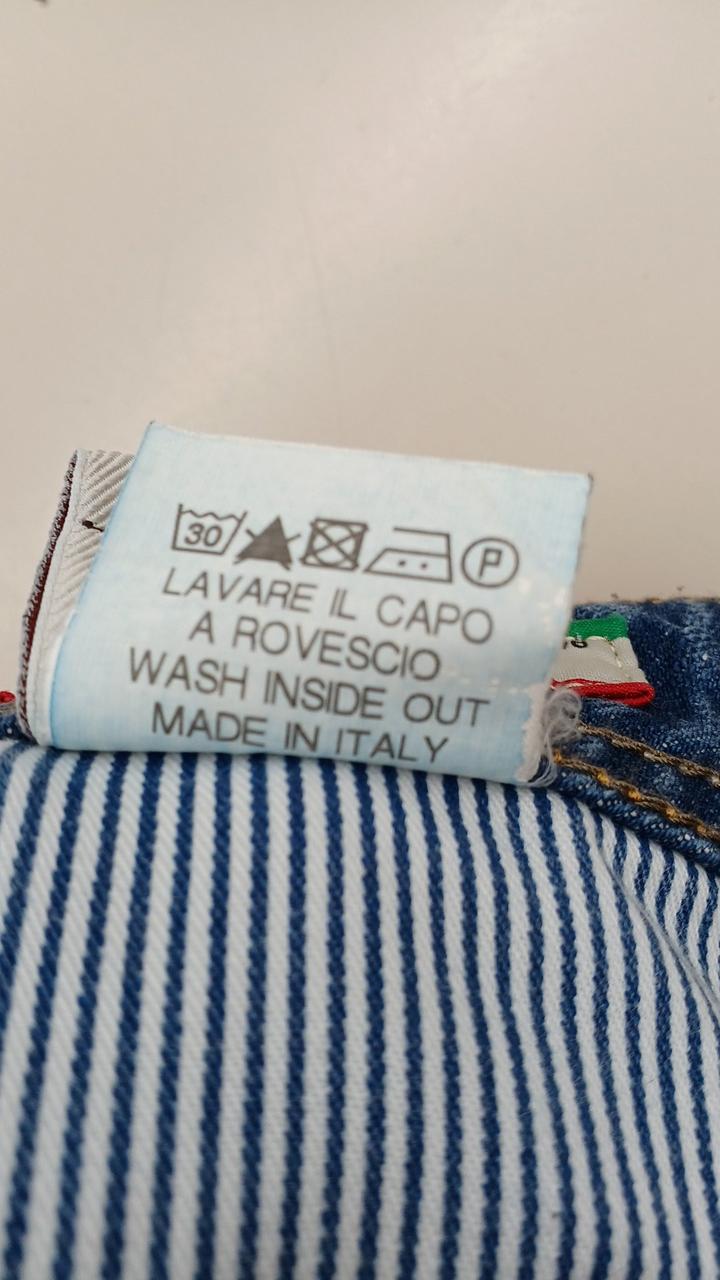 30 P
LAVARE IL CAPO
A ROVESCIO
WASH INSIDE OUT
MADE IN ITALY